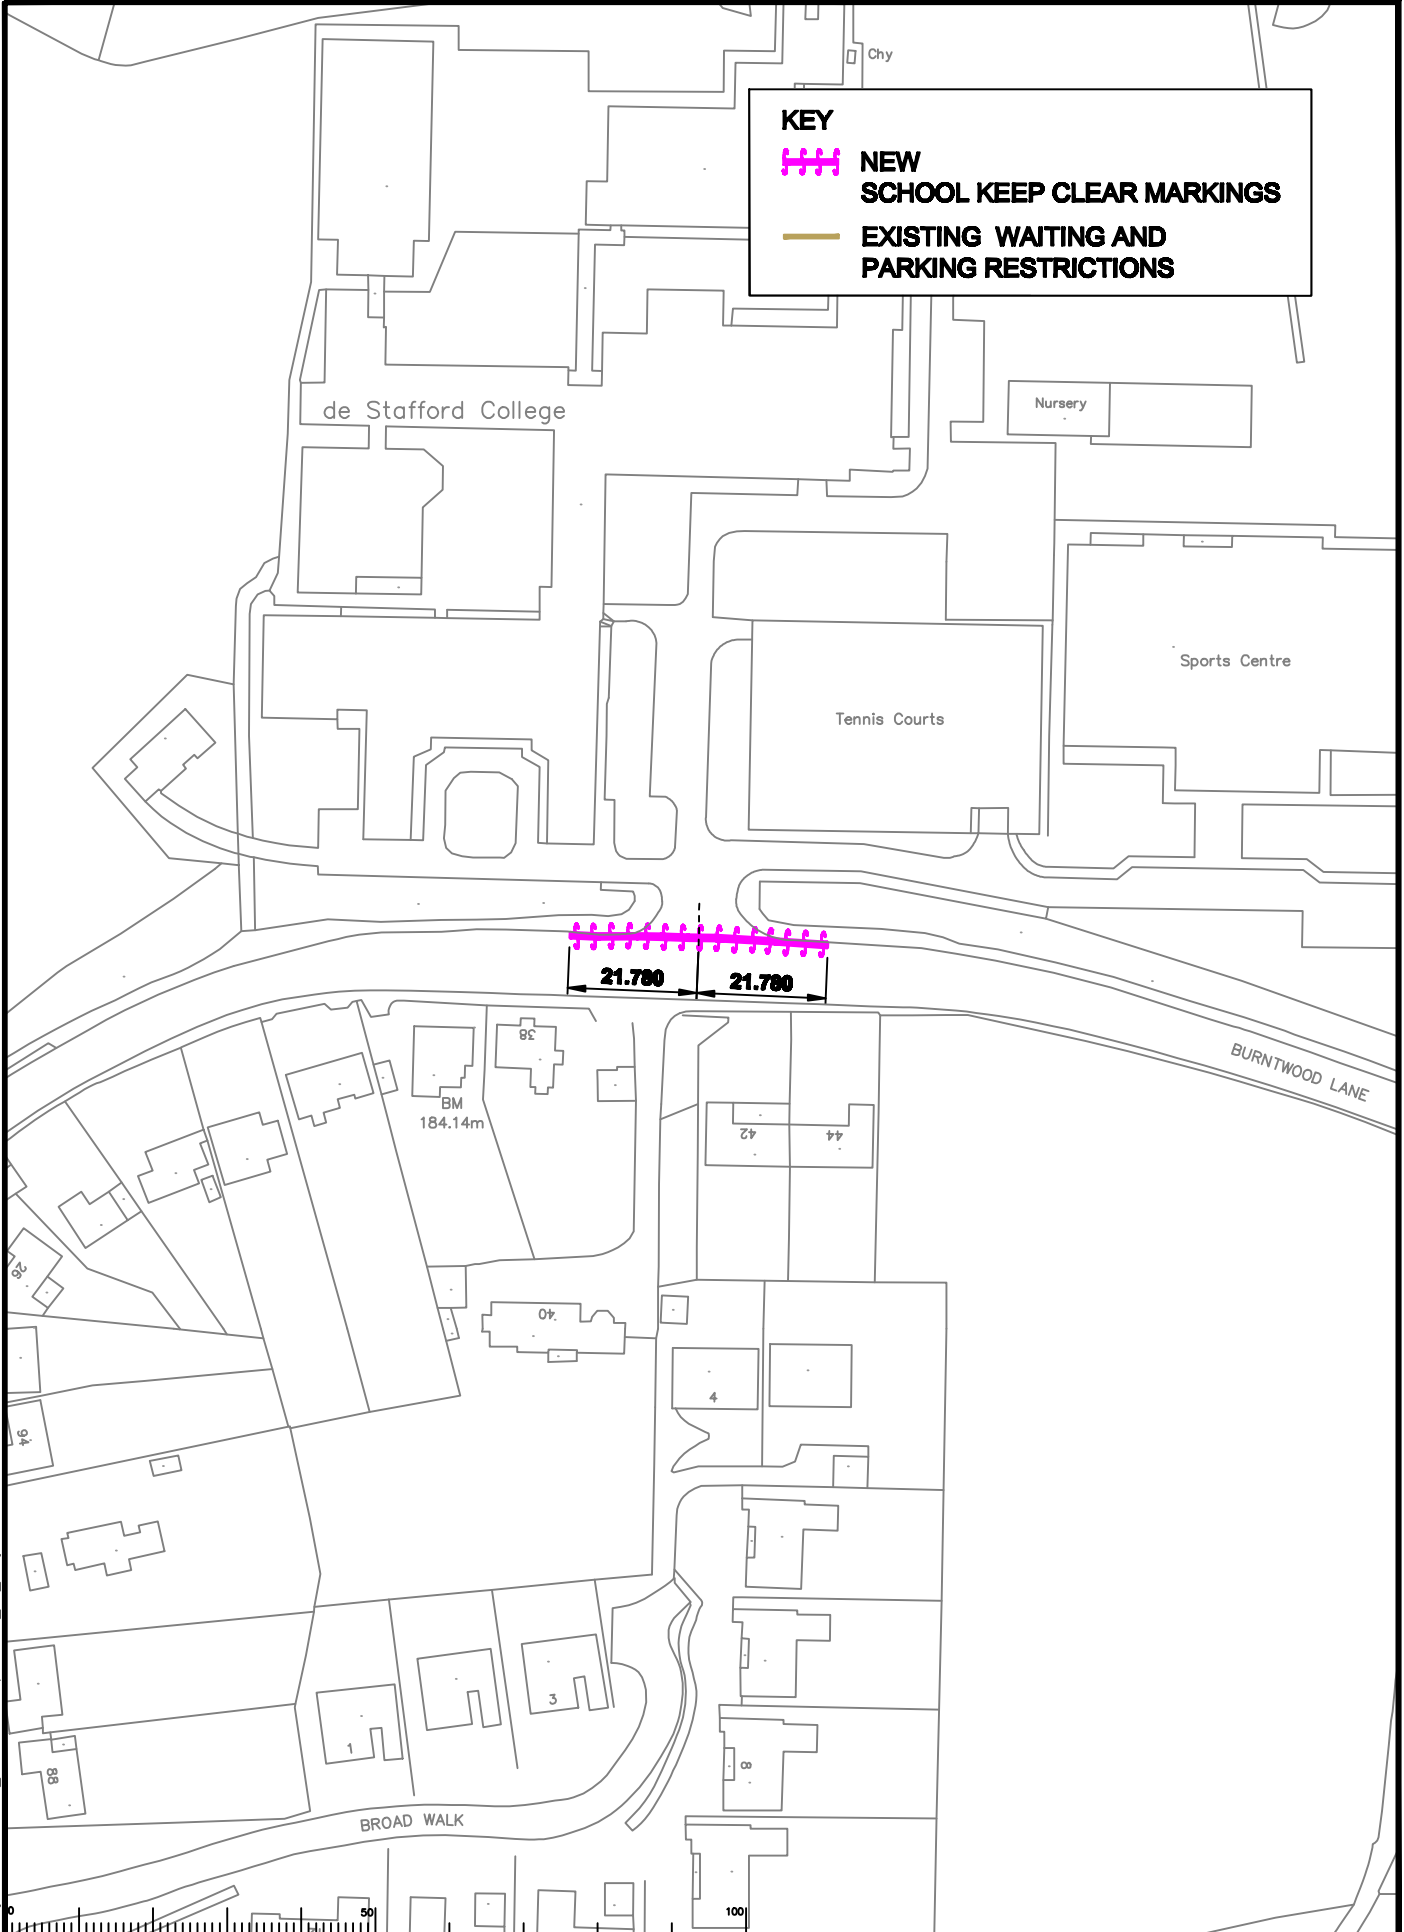 Chy
KEY
NEW
SCHOOL KEEP CLEAR MARKINGS
EXISTING WAITING AND
PARKING RESTRICTIONS
de Stafford College
Nursery
Sports Centre
Tennis Courts
21.780 21.780
38
BURNTWOOD LANE
BM
184.14m
42 44
26
40
4
94
3
1
8
88
BROAD WALK
0 50 100